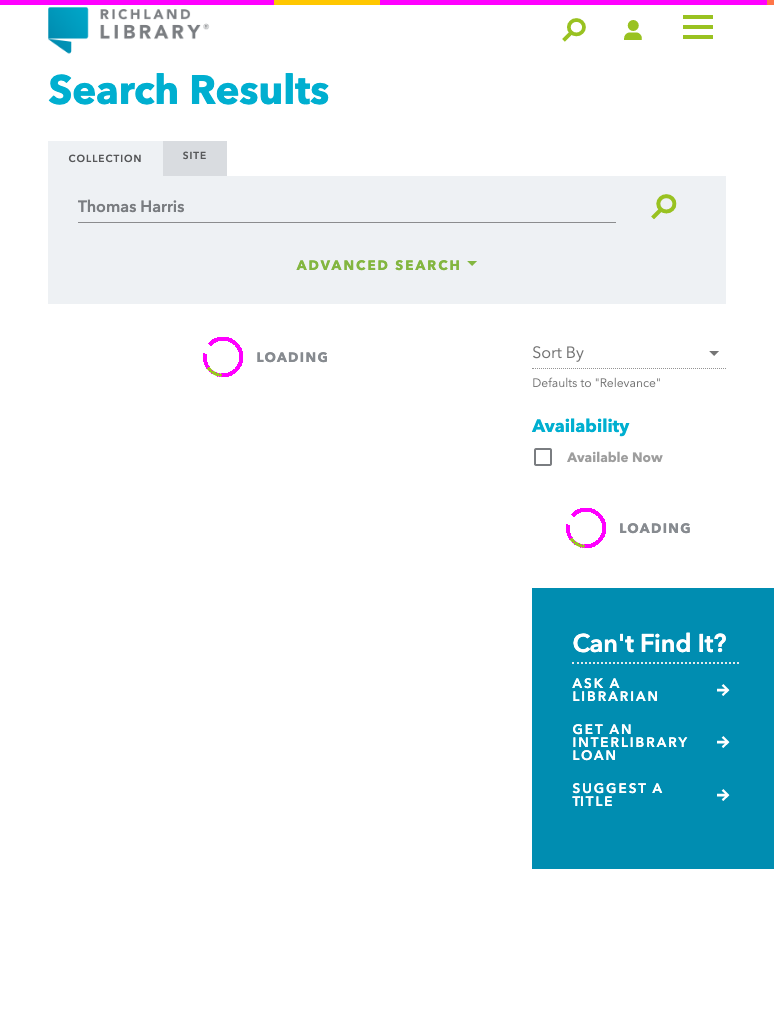 RICHLAND
LIBRARY®
Search Results
COLLECTION
SITE
Thomas Harris
ADVANCED SEARCH
LOADING
Sort By
Defaults to "Relevance"
Availability
Available Now
LOADING
Can't Find It?
ASK A
LIBRARIAN
GET AN
INTERLIBRARY
LOAN
SUGGEST A
TITLE